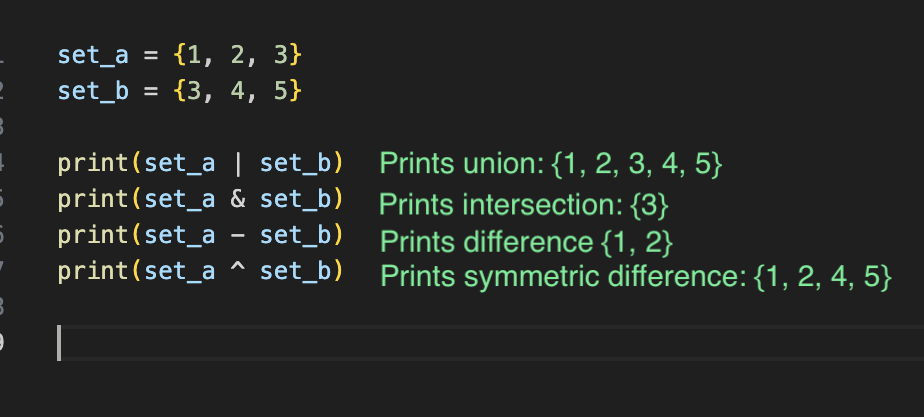 set_a = {1, 2, 3}
set_b = {3, 4, 5}
print(set_a | set_b) Prints union: {1, 2, 3, 4, 5}
print(set_a & set_b) Prints intersection: {3}
print(set_a - set_b) Prints difference {1, 2}
print(set_a ^ set_b) Prints symmetric difference: {1, 2, 4, 5}